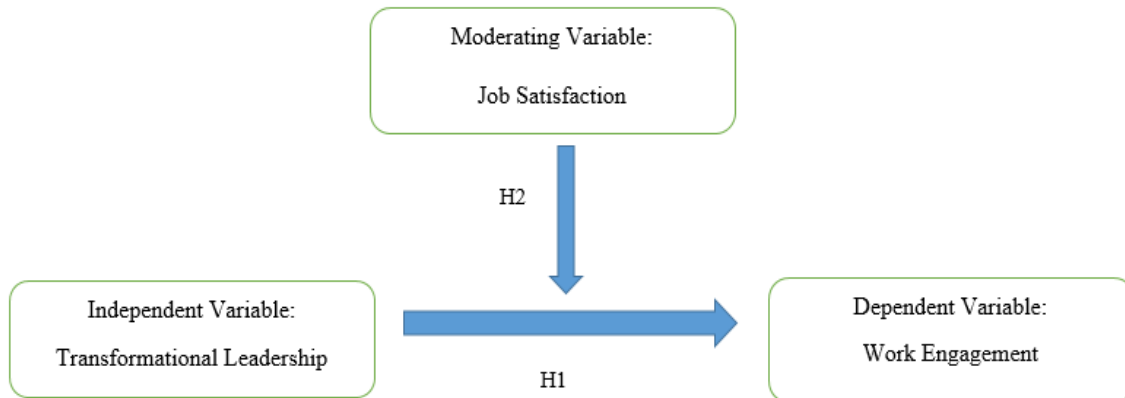 Moderating Variable:
Job Satisfaction
H2
Independent Variable:
Transformational Leadership
Dependent Variable:
Work Engagement
H1